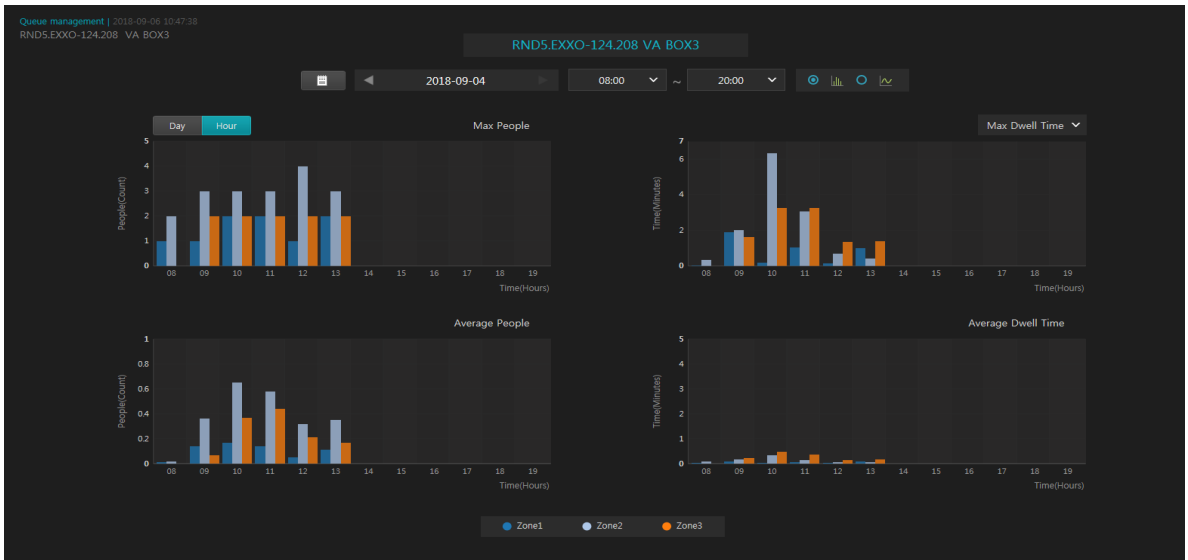 Queue management | 2018-09-06 10:47:38
RND5.EXXO-124.208 VA BOX3
RND5.EXXO-124.208 VA BOX3
2018-09-04 08:00 ~ 20:00
Day Hour Max People
5
4
3
2
1
0
People(Count)
08 09 10 11 12 13 14 15 16 17 18 19
Time(Hours)
Max Dwell Time
7
6
4
2
0
Time(Minutes)
08 09 10 11 12 13 14 15 16 17 18 19
Time(Hours)
Average People
1
0.8
0.6
0.4
0.2
0
People(Count)
08 09 10 11 12 13 14 15 16 17 18 19
Time(Hours)
Average Dwell Time
5
4
3
2
1
0
Time(Minutes)
08 09 10 11 12 13 14 15 16 17 18 19
Time(Hours)
Zone1 Zone2 Zone3